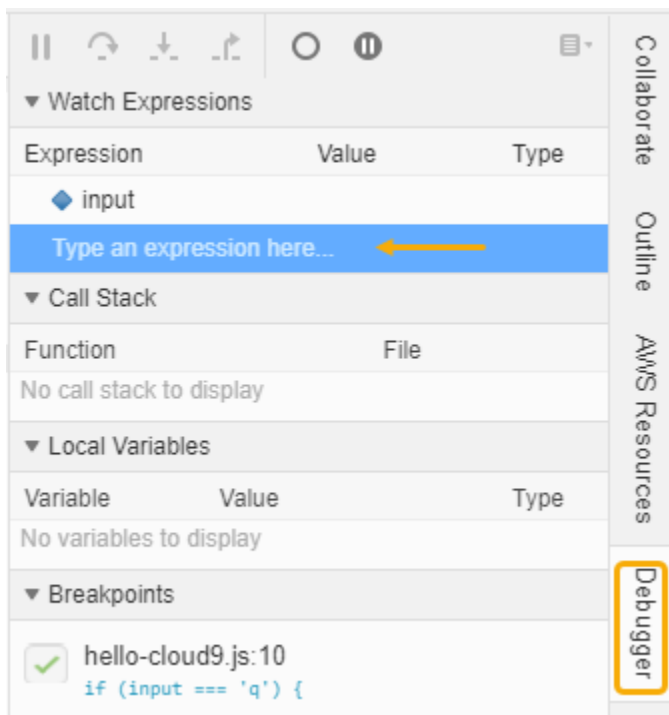 Watch Expressions
Expression Value Type
input
Type an expression here...
Call Stack
Function File
No call stack to display
Local Variables
Variable Value Type
No variables to display
Breakpoints
hello-cloud9.js:10
if (input === 'q') {
Collaborate
Outline
AWS Resources
Debugger